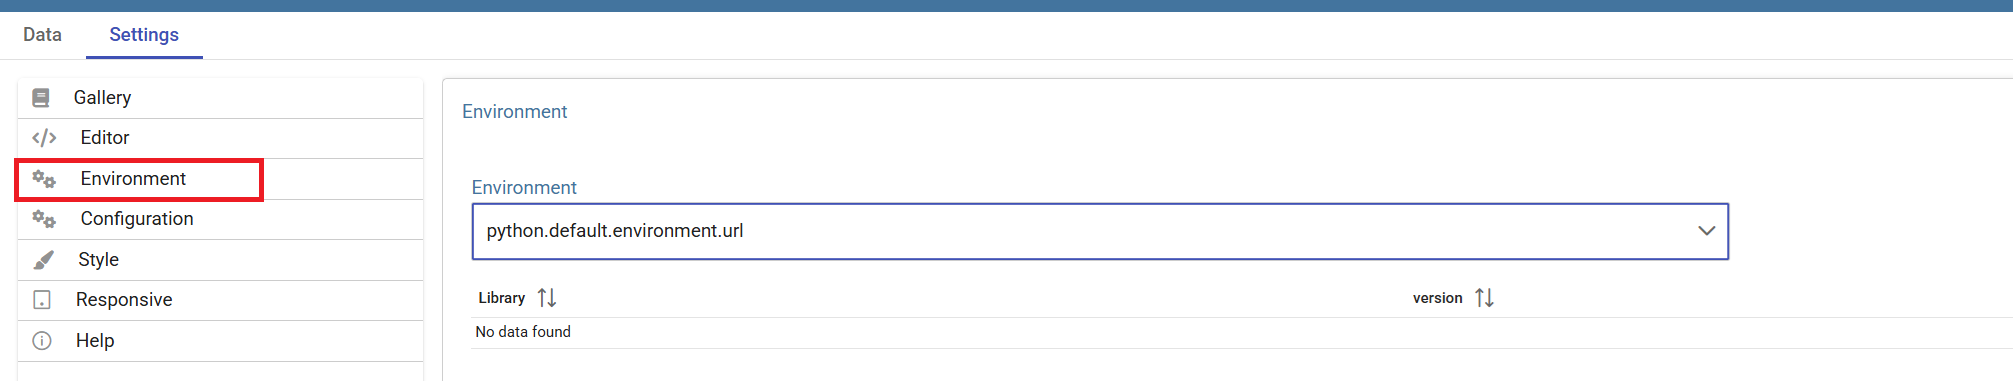 Data Settings
Gallery
Editor
Environment
Configuration
Style
Responsive
Help
Environment
Environment
python.default.environment.url
Library version
No data found